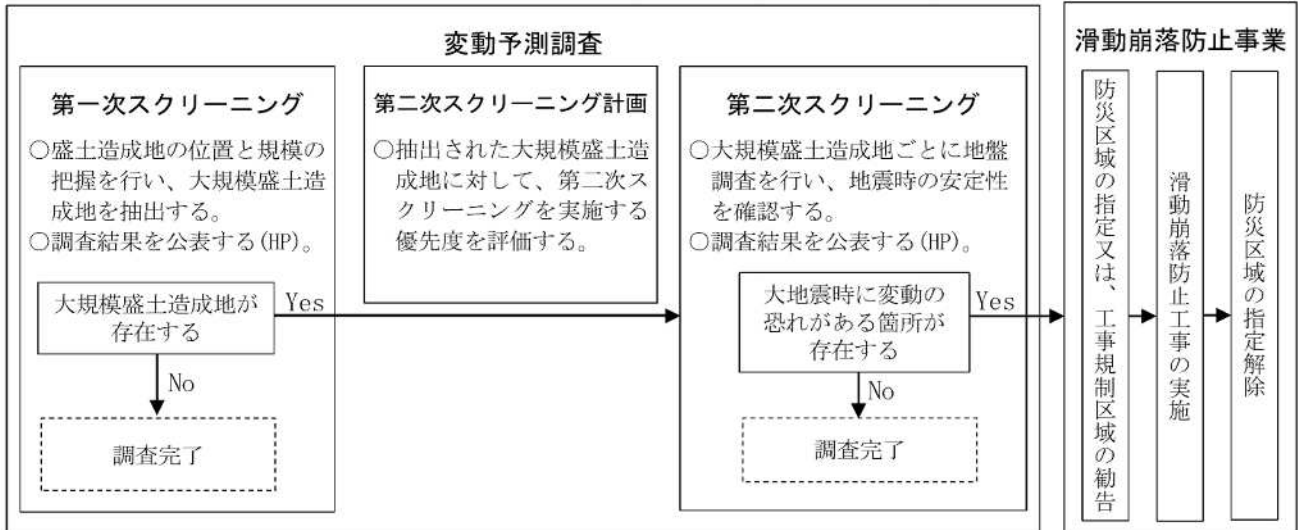 変動予測調査
第一次スクリーニング
○盛土造成地の位置と規模の
把握を行い、大規模盛土造
成地を抽出する。
○調査結果を公表する(HP)。
大規模盛土造成地が
存在する
Yes
No
調査完了
第二次スクリーニング計画
○抽出された大規模盛土造
成地に対して、第二次ス
クリーニングを実施する
優先度を評価する。
第二次スクリーニング
○大規模盛土造成地ごとに地盤
調査を行い、地震時の安定性
を確認する。
○調査結果を公表する(HP)。
大地震時に変動の
恐れがある箇所が
存在する
Yes
No
調査完了
滑動崩落防止事業
防災区域の指定又は、工事規制区域の勧告
滑動崩落防止工事の実施
防災区域の指定解除